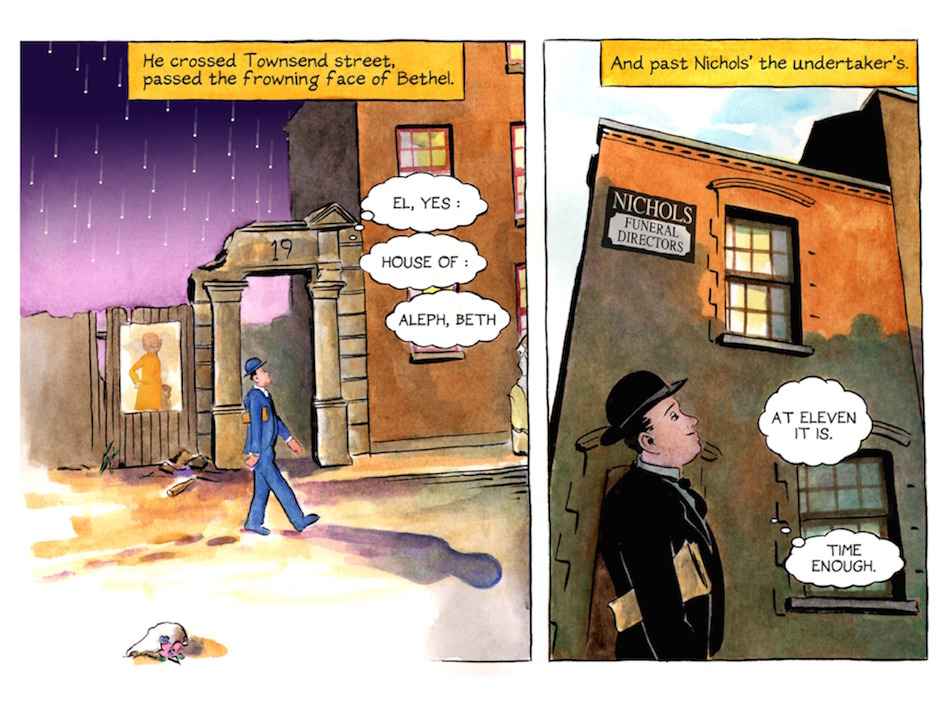 He crossed Townsend street,
passed the frowning face of Bethel.
19
EL, YES :
HOUSE OF :
ALEPH, BETH
And past Nichols' the undertaker's.
NICHOLS
FUNERAL
DIRECTORS
AT ELEVEN
IT IS.
TIME
ENOUGH.